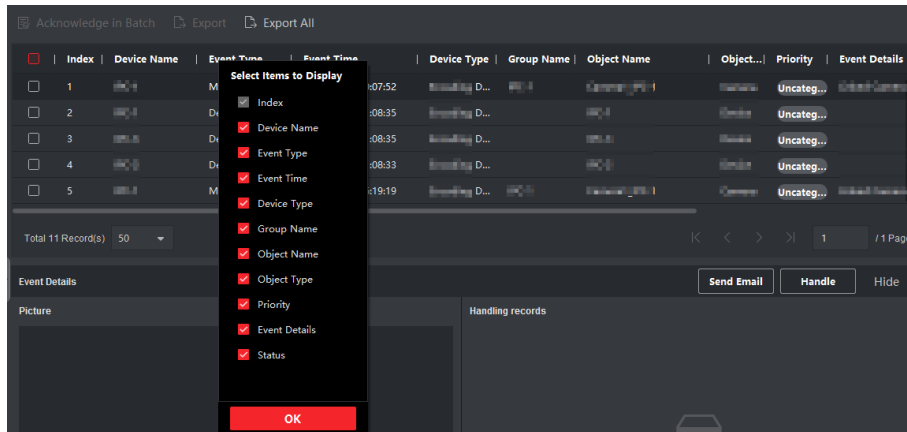 Acknowledge in Batch Export Export All
Index Device Name Event Type Event Time Device Type Group Name Object Name Object... Priority Event Details
1 M :07:52 D... Uncateg...
2 De :08:35 D... Uncateg...
3 De :08:35 D... Uncateg...
4 De :08:33 D... Uncateg...
5 M :19:19 D... Uncateg...
Select Items to Display
Index
Device Name
Event Type
Event Time
Device Type
Group Name
Object Name
Object Type
Priority
Event Details
Status
OK
Total 11 Record(s) 50 1 / 1 Pag
Event Details Send Email Handle Hide
Picture Handling records